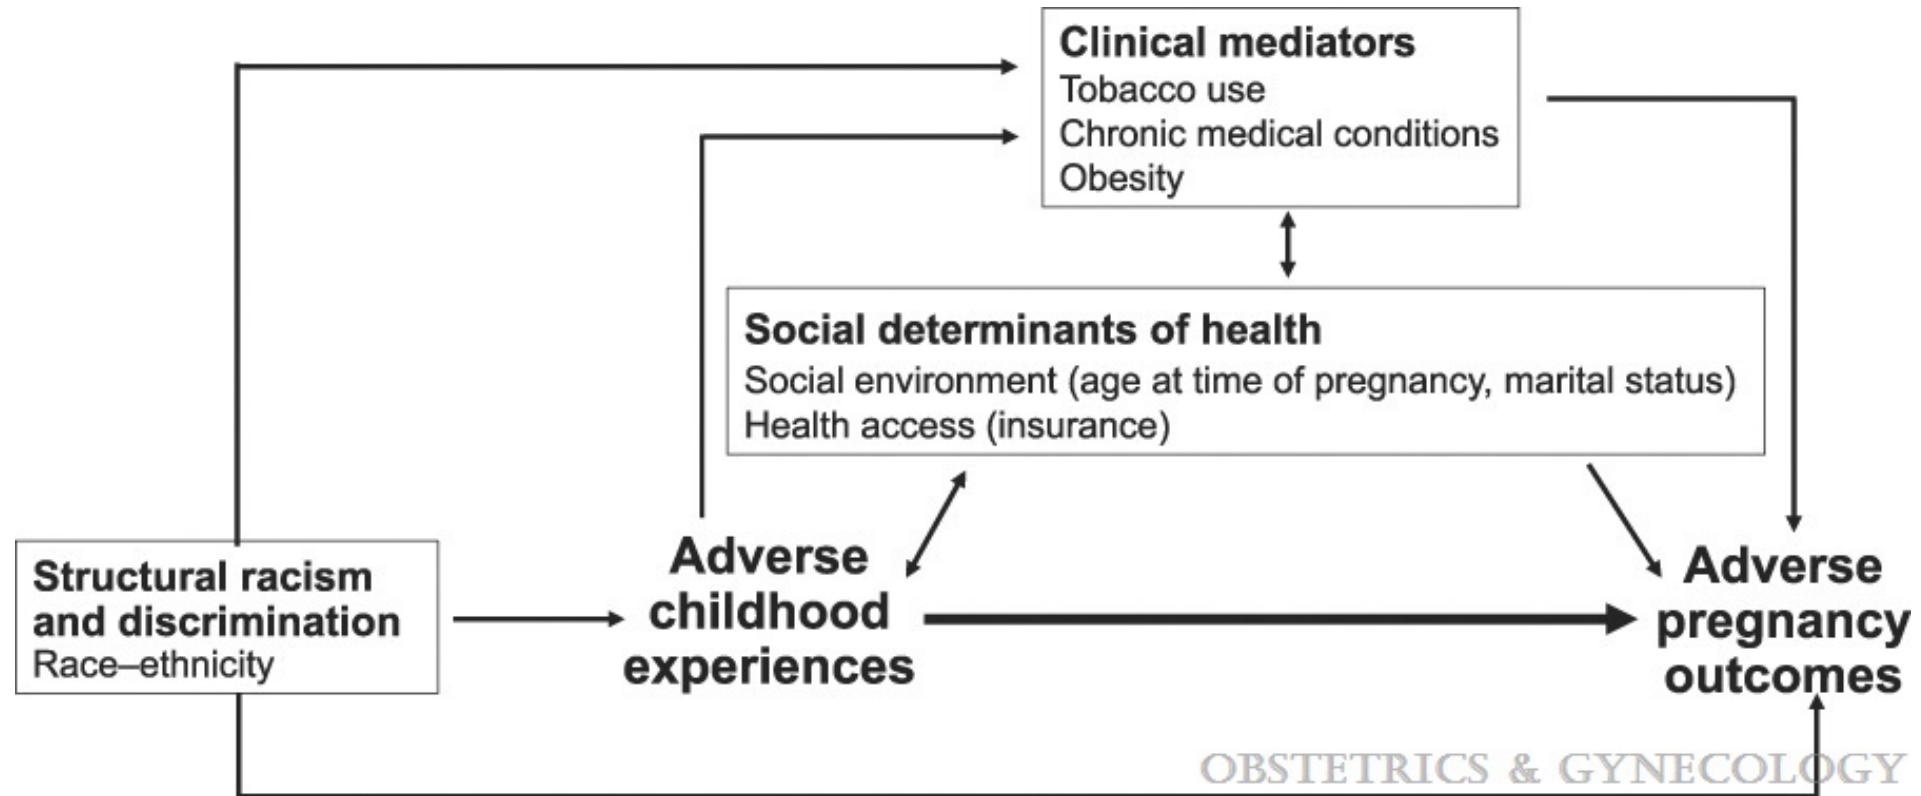 Clinical mediators
Tobacco use
Chronic medical conditions
Obesity
Social determinants of health
Social environment (age at time of pregnancy, marital status)
Health access (insurance)
Structural racism
and discrimination
Race–ethnicity
Adverse
childhood
experiences
Adverse
pregnancy
outcomes
OBSTETRICS & GYNECOLOGY